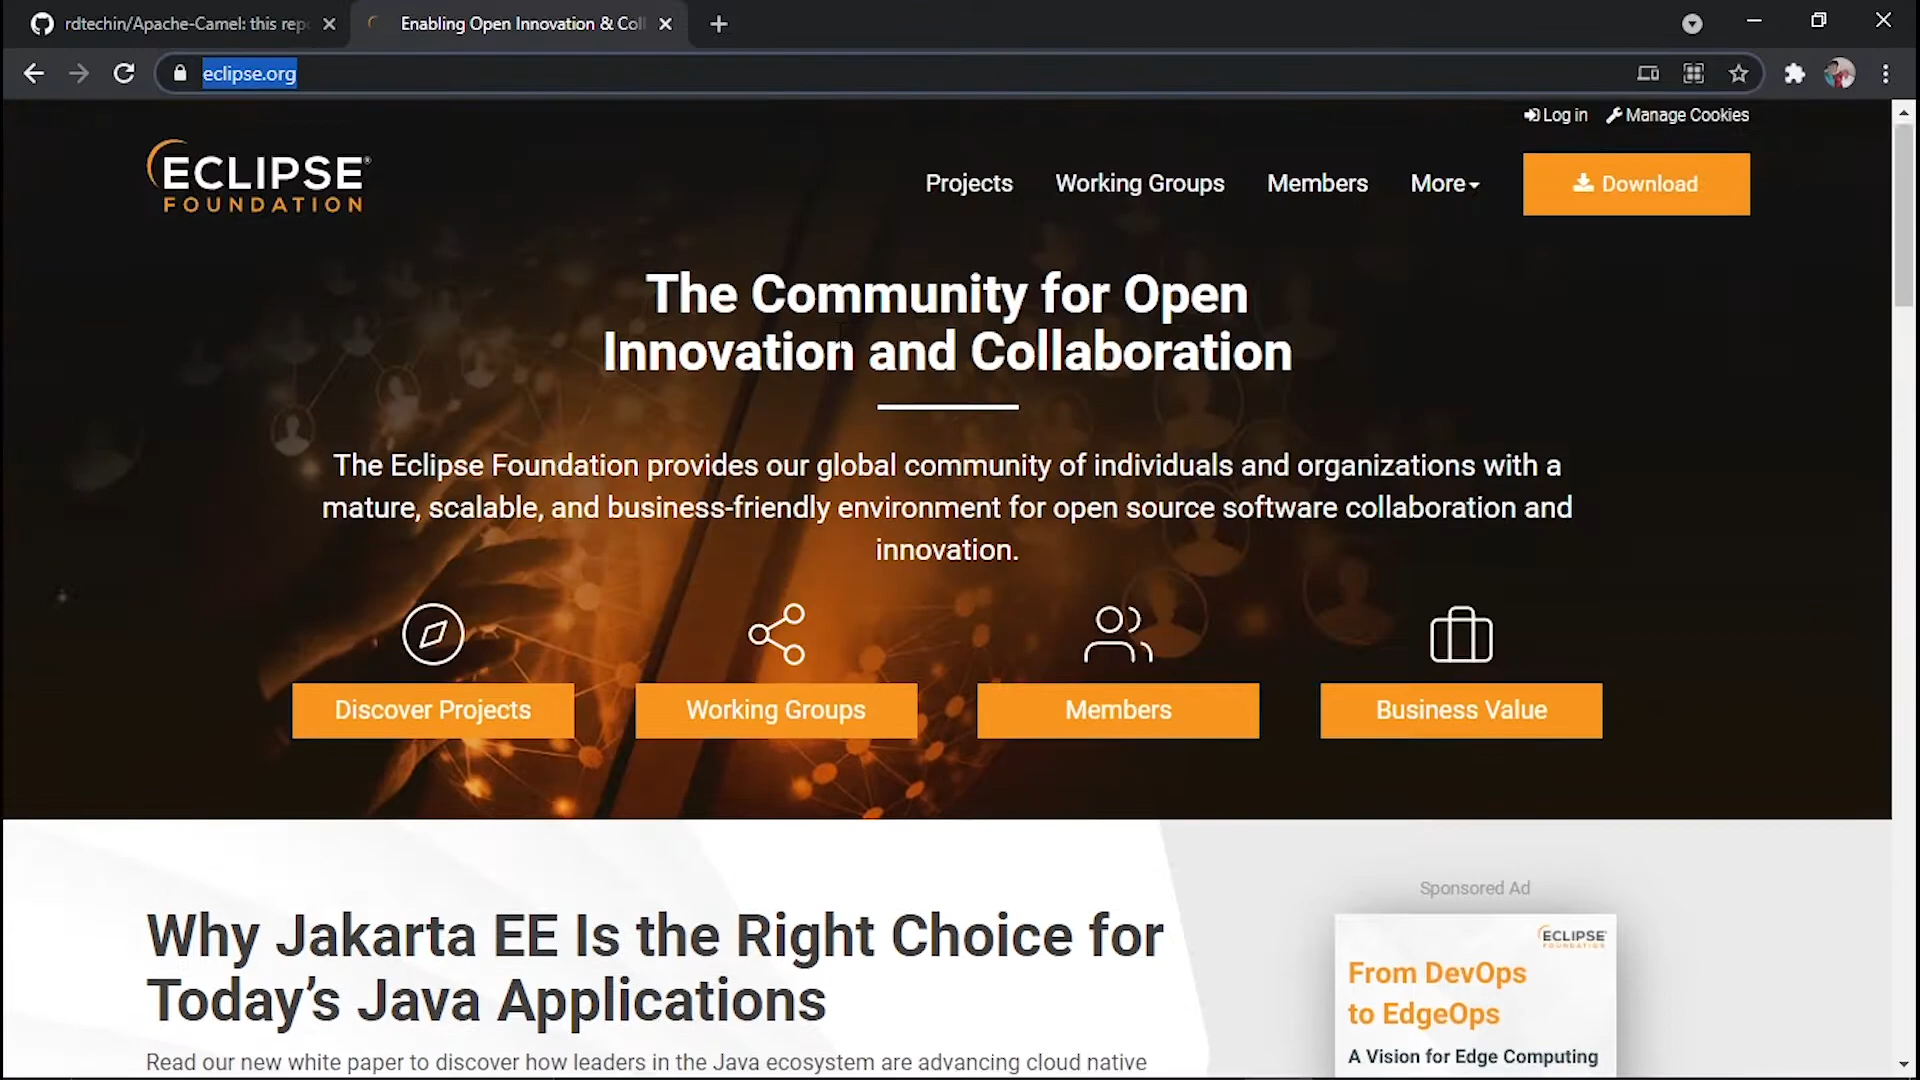 rdtechin/Apache-Camel: this rep
Enabling Open Innovation & Col
eclipse.org
Log in
Manage Cookies
ECLIPSE®
FOUNDATION
Projects
Working Groups
Members
More
Download
The Community for Open
Innovation and Collaboration
The Eclipse Foundation provides our global community of individuals and organizations with a
mature, scalable, and business-friendly environment for open source software collaboration and
innovation.
Discover Projects
Working Groups
Members
Business Value
Why Jakarta EE Is the Right Choice for
Today’s Java Applications
Read our new white paper to discover how leaders in the Java ecosystem are advancing cloud native
Sponsored Ad
ECLIPSE
FOUNDATION
From DevOps
to EdgeOps
A Vision for Edge Computing